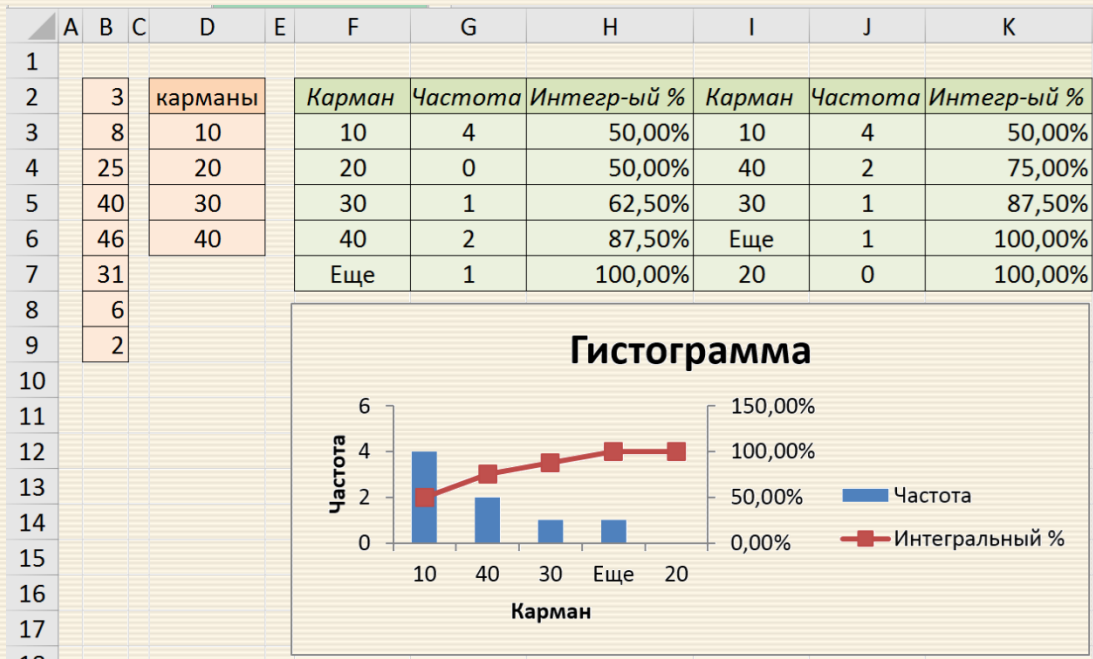 A B C D E F G H I J K
1
2 3 карманы Карман Частота Интегр-ый % Карман Частота Интегр-ый %
3 8 10 10 4 50,00% 10 4 50,00%
4 25 20 20 0 50,00% 40 2 75,00%
5 40 30 30 1 62,50% 30 1 87,50%
6 46 40 40 2 87,50% Еще 1 100,00%
7 31 Еще 1 100,00% 20 0 100,00%
8 6
9 2
10
11
12
13
14
15
16
17
18
Гистограмма
6 150,00%
4 100,00%
2 50,00%
0 0,00%
Частота
10 40 30 Еще 20
Карман
Частота
Интегральный %